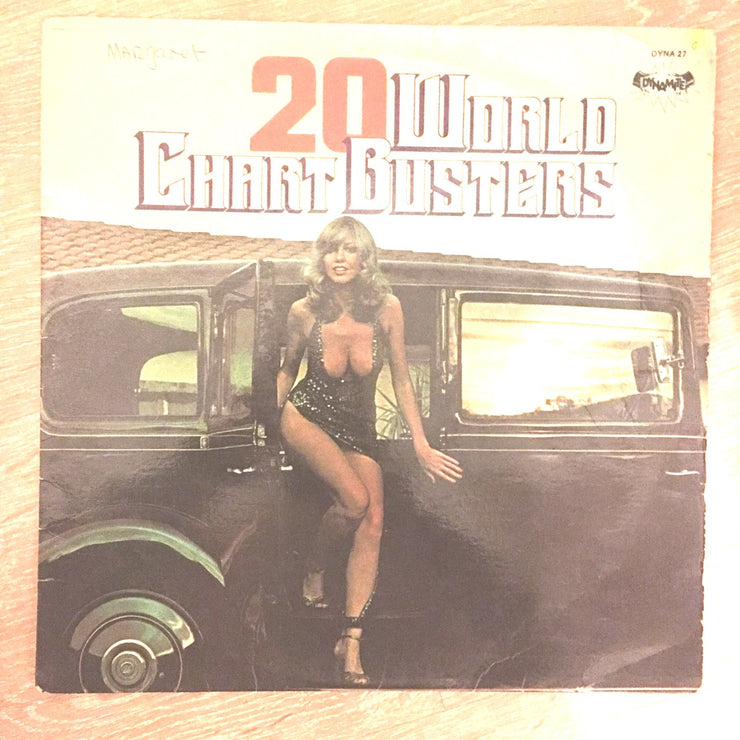 Margaret
DYNA 27
DYNAMITE
20 WORLD
CHART BUSTERS